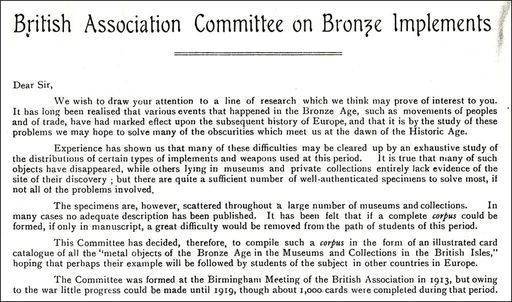 British Association Committee on Bronze Implements
Dear Sir,
We wish to draw your attention to a line of research which we think may prove of interest to you.
It has long been realised that various events that happened in the Bronze Age, such as movements of peoples
and of trade, have had marked effect upon the subsequent history of Europe, and that it is by the study of these
problems we may hope to solve many of the obscurities which meet us at the dawn of the Historic Age.
Experience has shown us that many of these difficulties may be cleared up by an exhaustive study of
the distributions of certain types of implements and weapons used at this period. It is true that many of such
objects have disappeared, while others lying in museums and private collections entirely lack evidence of the
site of their discovery ; but there are quite a sufficient number of well-authenticated specimens to solve most, if
not all of the problems involved.
The specimens are, however, scattered throughout a large number of museums and collections. In
many cases no adequate description has been published. It has been felt that if a complete corpus could be
formed, if only in manuscript, a great difficulty would be removed from the path of students of this period.
This Committee has decided, therefore, to compile such a corpus in the form of an illustrated card
catalogue of all the "metal objects of the Bronze Age in the Museums and Collections in the British Isles,"
hoping that perhaps their example will be followed by students of the subject in other countries in Europe.
The Committee was formed at the Birmingham Meeting of the British Association in 1913, but owing
to the war little progress could be made until 1919, though about 1,000 cards were completed during that period.